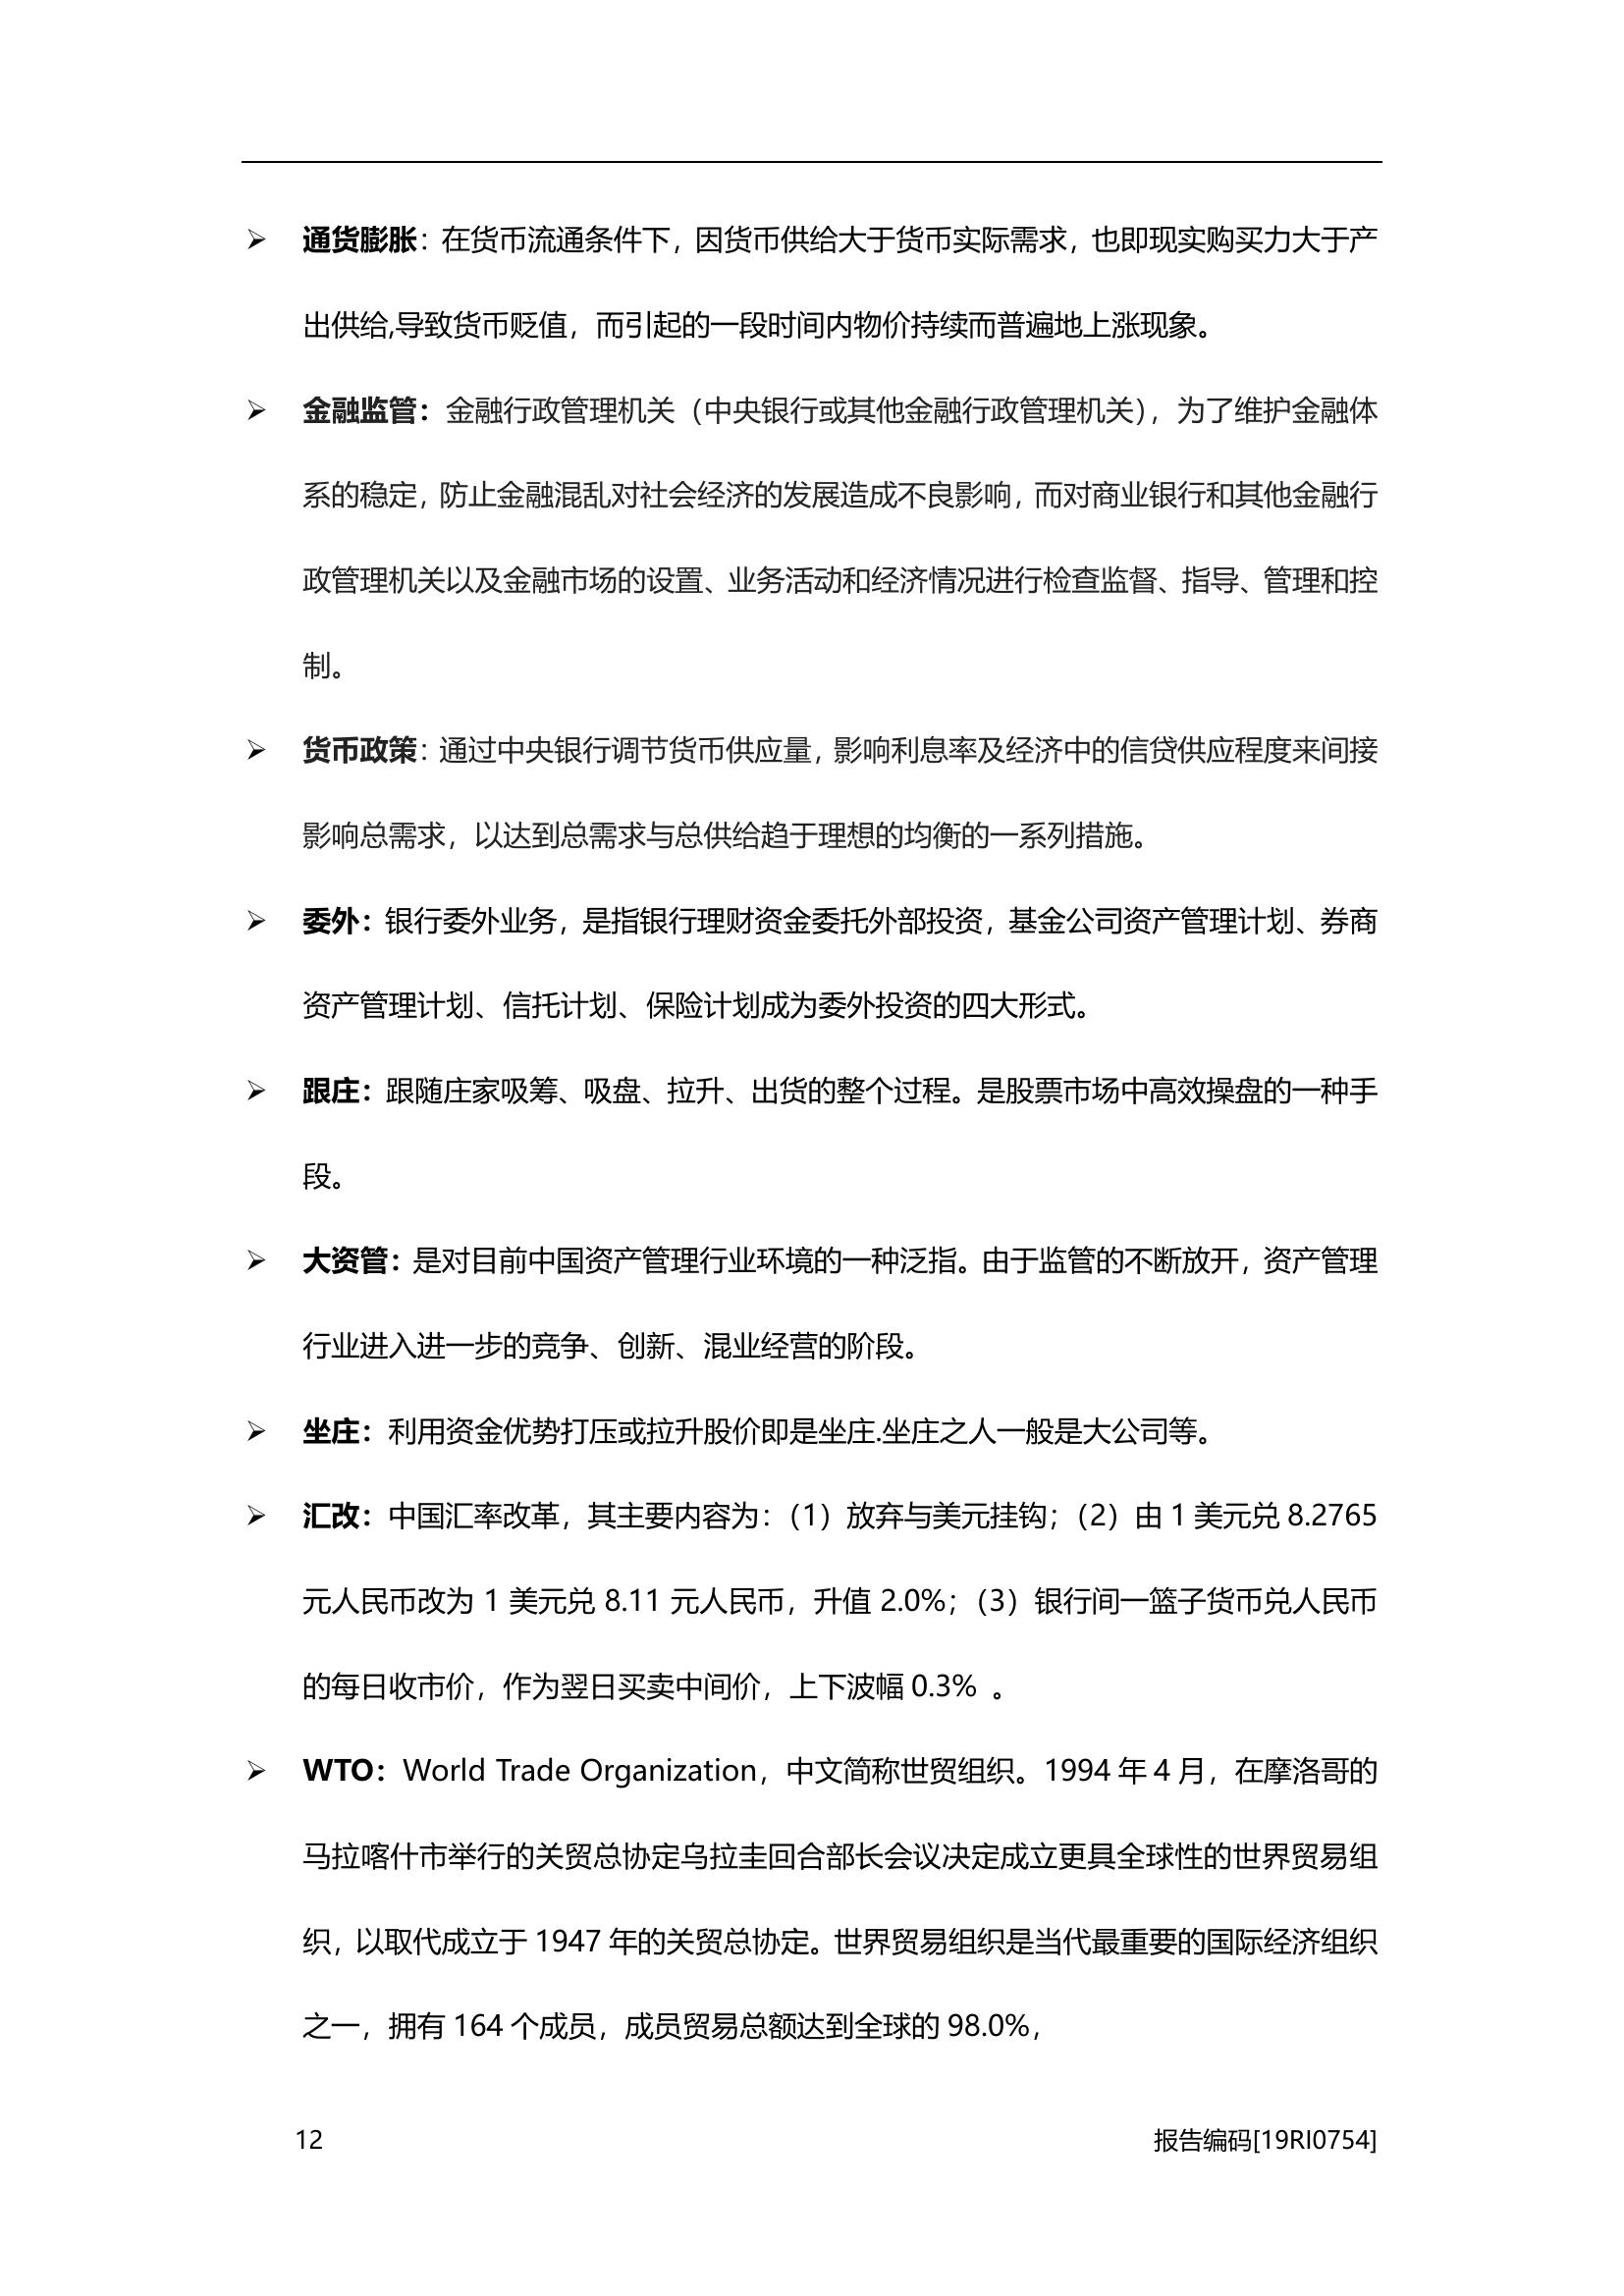 ➢ 通货膨胀：在货币流通条件下，因货币供给大于货币实际需求，也即现实购买力大于产
出供给,导致货币贬值，而引起的一段时间内物价持续而普遍地上涨现象。
➢ 金融监管：金融行政管理机关（中央银行或其他金融行政管理机关），为了维护金融体
系的稳定，防止金融混乱对社会经济的发展造成不良影响，而对商业银行和其他金融行
政管理机关以及金融市场的设置、业务活动和经济情况进行检查监督、指导、管理和控
制。
➢ 货币政策：通过中央银行调节货币供应量，影响利息率及经济中的信贷供应程度来间接
影响总需求，以达到总需求与总供给趋于理想的均衡的一系列措施。
➢ 委外：银行委外业务，是指银行理财资金委托外部投资，基金公司资产管理计划、券商
资产管理计划、信托计划、保险计划成为委外投资的四大形式。
➢ 跟庄：跟随庄家吸筹、吸盘、拉升、出货的整个过程。是股票市场中高效操盘的一种手
段。
➢ 大资管：是对目前中国资产管理行业环境的一种泛指。由于监管的不断放开，资产管理
行业进入进一步的竞争、创新、混业经营的阶段。
➢ 坐庄：利用资金优势打压或拉升股价即是坐庄.坐庄之人一般是大公司等。
➢ 汇改：中国汇率改革，其主要内容为：（1）放弃与美元挂钩；（2）由 1 美元兑 8.2765
元人民币改为 1 美元兑 8.11 元人民币，升值 2.0%；（3）银行间一篮子货币兑人民币
的每日收市价，作为翌日买卖中间价，上下波幅 0.3% 。
➢ WTO：World Trade Organization，中文简称世贸组织。1994 年 4 月，在摩洛哥的
马拉喀什市举行的关贸总协定乌拉圭回合部长会议决定成立更具全球性的世界贸易组
织，以取代成立于 1947 年的关贸总协定。世界贸易组织是当代最重要的国际经济组织
之一，拥有 164 个成员，成员贸易总额达到全球的 98.0%，
12 报告编码[19RI0754]